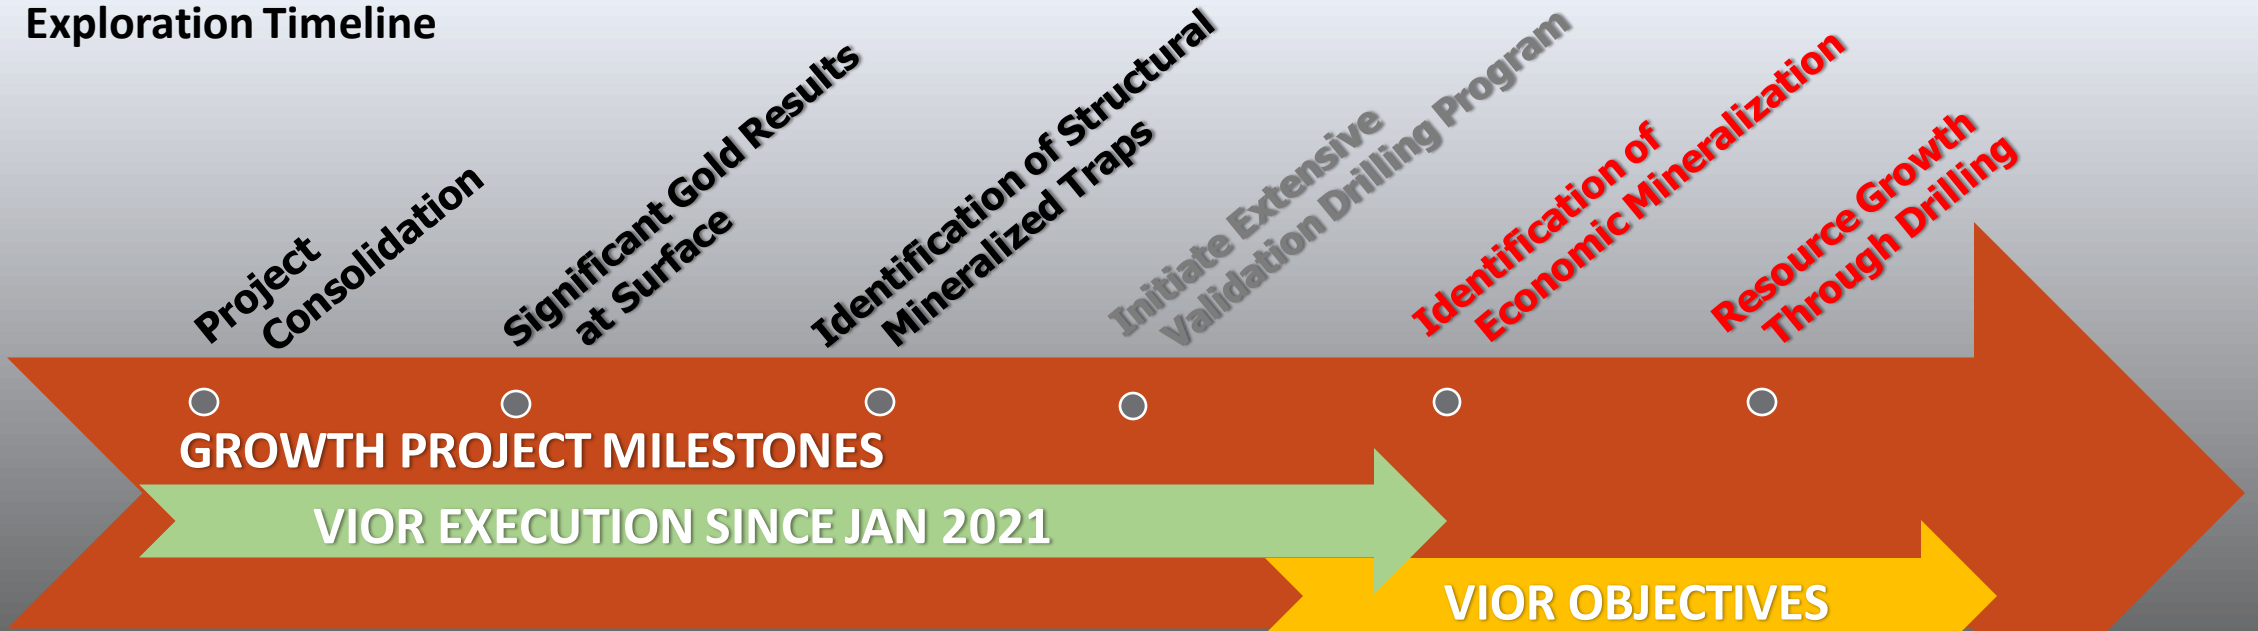 Exploration Timeline
Project
Consolidation
Significant Gold Results
at Surface
Identification of Structural
Mineralized Traps
Initiate Extensive
Validation Drilling Program
Identification of
Economic Mineralization
Resource Growth
Through Drilling
GROWTH PROJECT MILESTONES
VIOR EXECUTION SINCE JAN 2021
VIOR OBJECTIVES